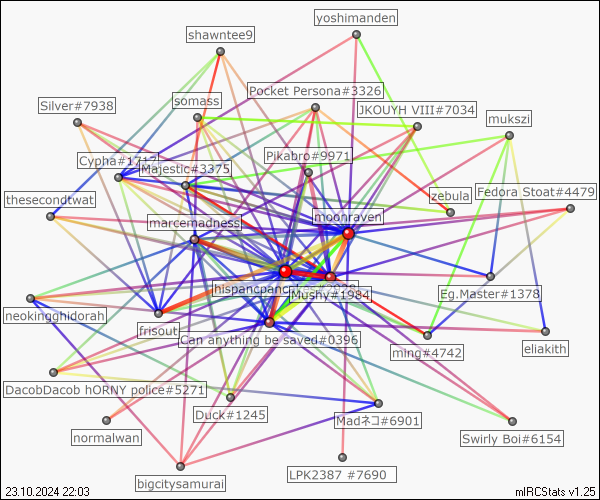 yoshimanden
shawntee9
Pocket Persona#3326
Silver#7938
somass
JKOUYH VIII#7034
mukszi
Pikabro#9971
Cypha#1717
Majestic#3375
thesecondtwat
zebula
Fedora Stoat#4479
moonraven
marcemadness
hispancpanc
Mushy#1984
Eg.Master#1378
neokingghidorah
frisout
Can anything be saved#0396
ming#4742
eliakith
DacobDacob hORNY police#5271
Duck#1245
Madネコ#6901
normalwan
Swirly Boi#6154
bigcitysamurai
LPK2387 #7690
23.10.2024 22:03
mIRCStats v1.25